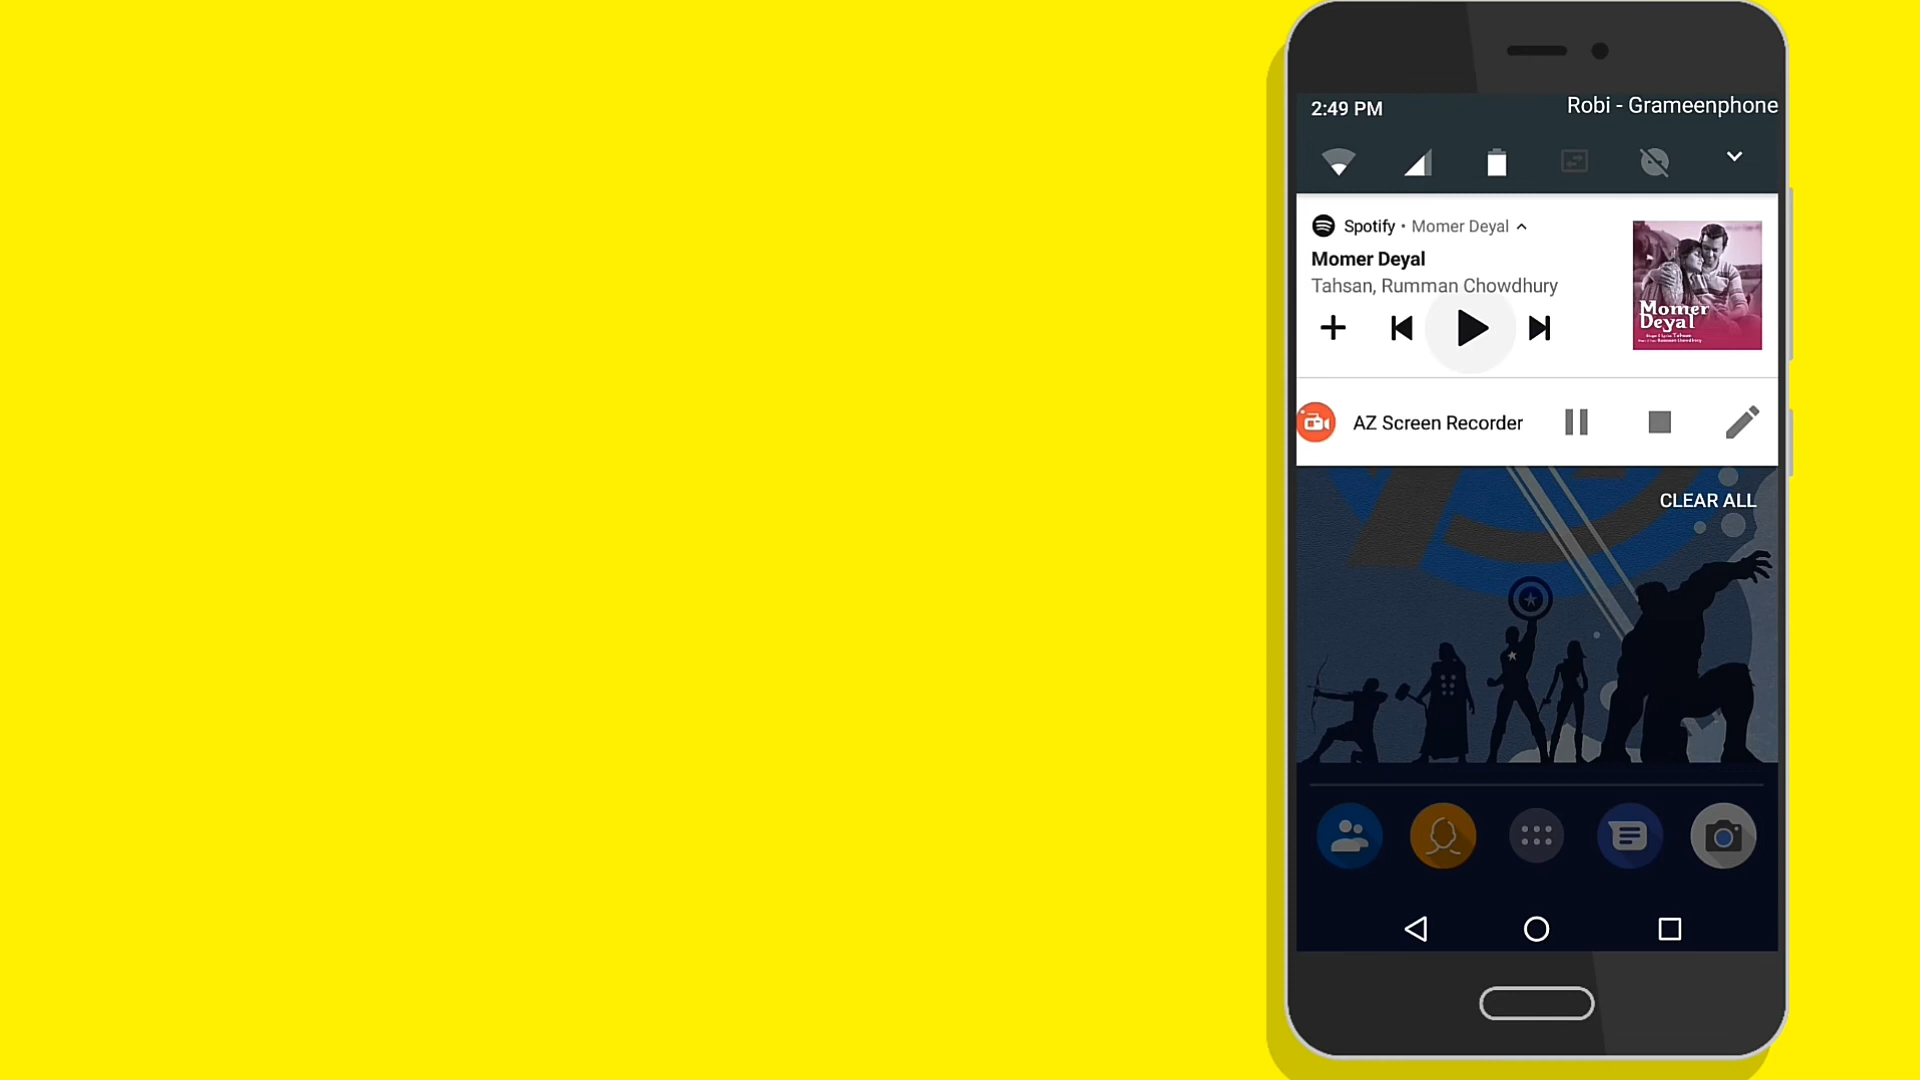 2:49 PM
Robi - Grameenphone
Spotify • Momer Deyal
Momer Deyal
Tahsan, Rumman Chowdhury
Momer
Deyal
AZ Screen Recorder
CLEAR ALL